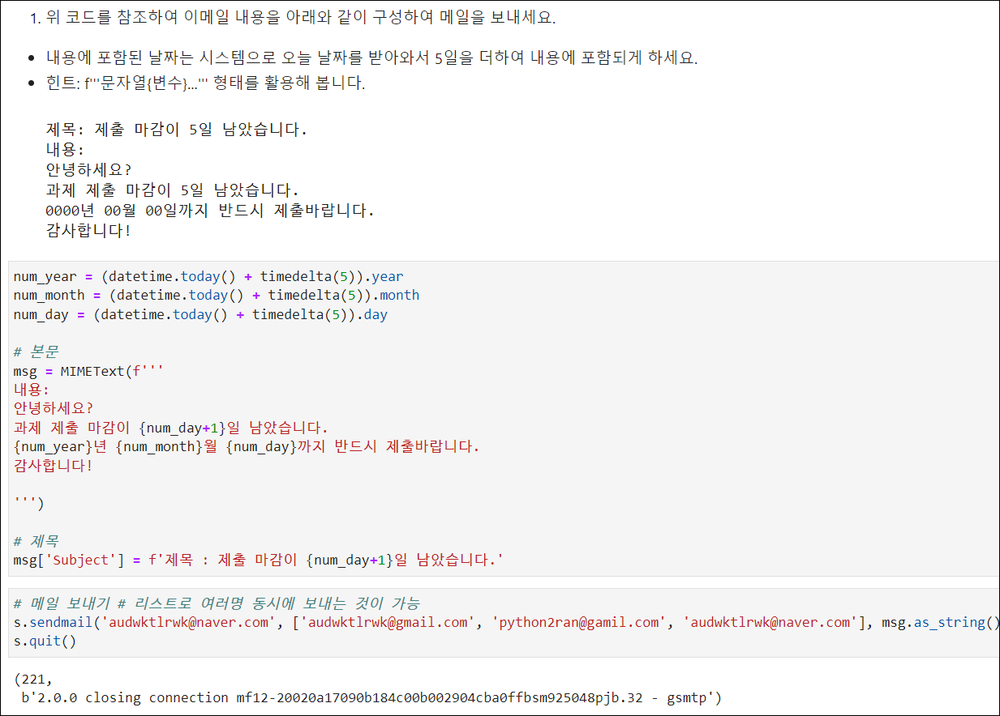 1. 위 코드를 참조하여 이메일 내용을 아래와 같이 구성하여 메일을 보내세요.
• 내용에 포함된 날짜는 시스템으로 오늘 날짜를 받아와서 5일을 더하여 내용에 포함되게 하세요.
• 힌트: f'''문자열{변수}...''' 형태를 활용해 봅니다.
제목: 제출 마감이 5일 남았습니다.
내용:
안녕하세요?
과제 제출 마감이 5일 남았습니다.
0000년 00월 00일까지 반드시 제출바랍니다.
감사합니다!
num_year = (datetime.today() + timedelta(5)).year
num_month = (datetime.today() + timedelta(5)).month
num_day = (datetime.today() + timedelta(5)).day
# 본문
msg = MIMEText(f'''
내용:
안녕하세요?
과제 제출 마감이 {num_day+1}일 남았습니다.
{num_year}년 {num_month}월 {num_day}까지 반드시 제출바랍니다.
감사합니다!
''')
# 제목
msg['Subject'] = f'제목 : 제출 마감이 {num_day+1}일 남았습니다.'
# 메일 보내기 # 리스트로 여러명 동시에 보내는 것이 가능
s.sendmail('audwktlrwk@naver.com', ['audwktlrwk@gmail.com', 'python2ran@gamil.com', 'audwktlrwk@naver.com'], msg.as_string()
s.quit()
(221,
b'2.0.0 closing connection mf12-20020a17090b184c00b002904cba0ffbsm925048pjb.32 - gsmtp')